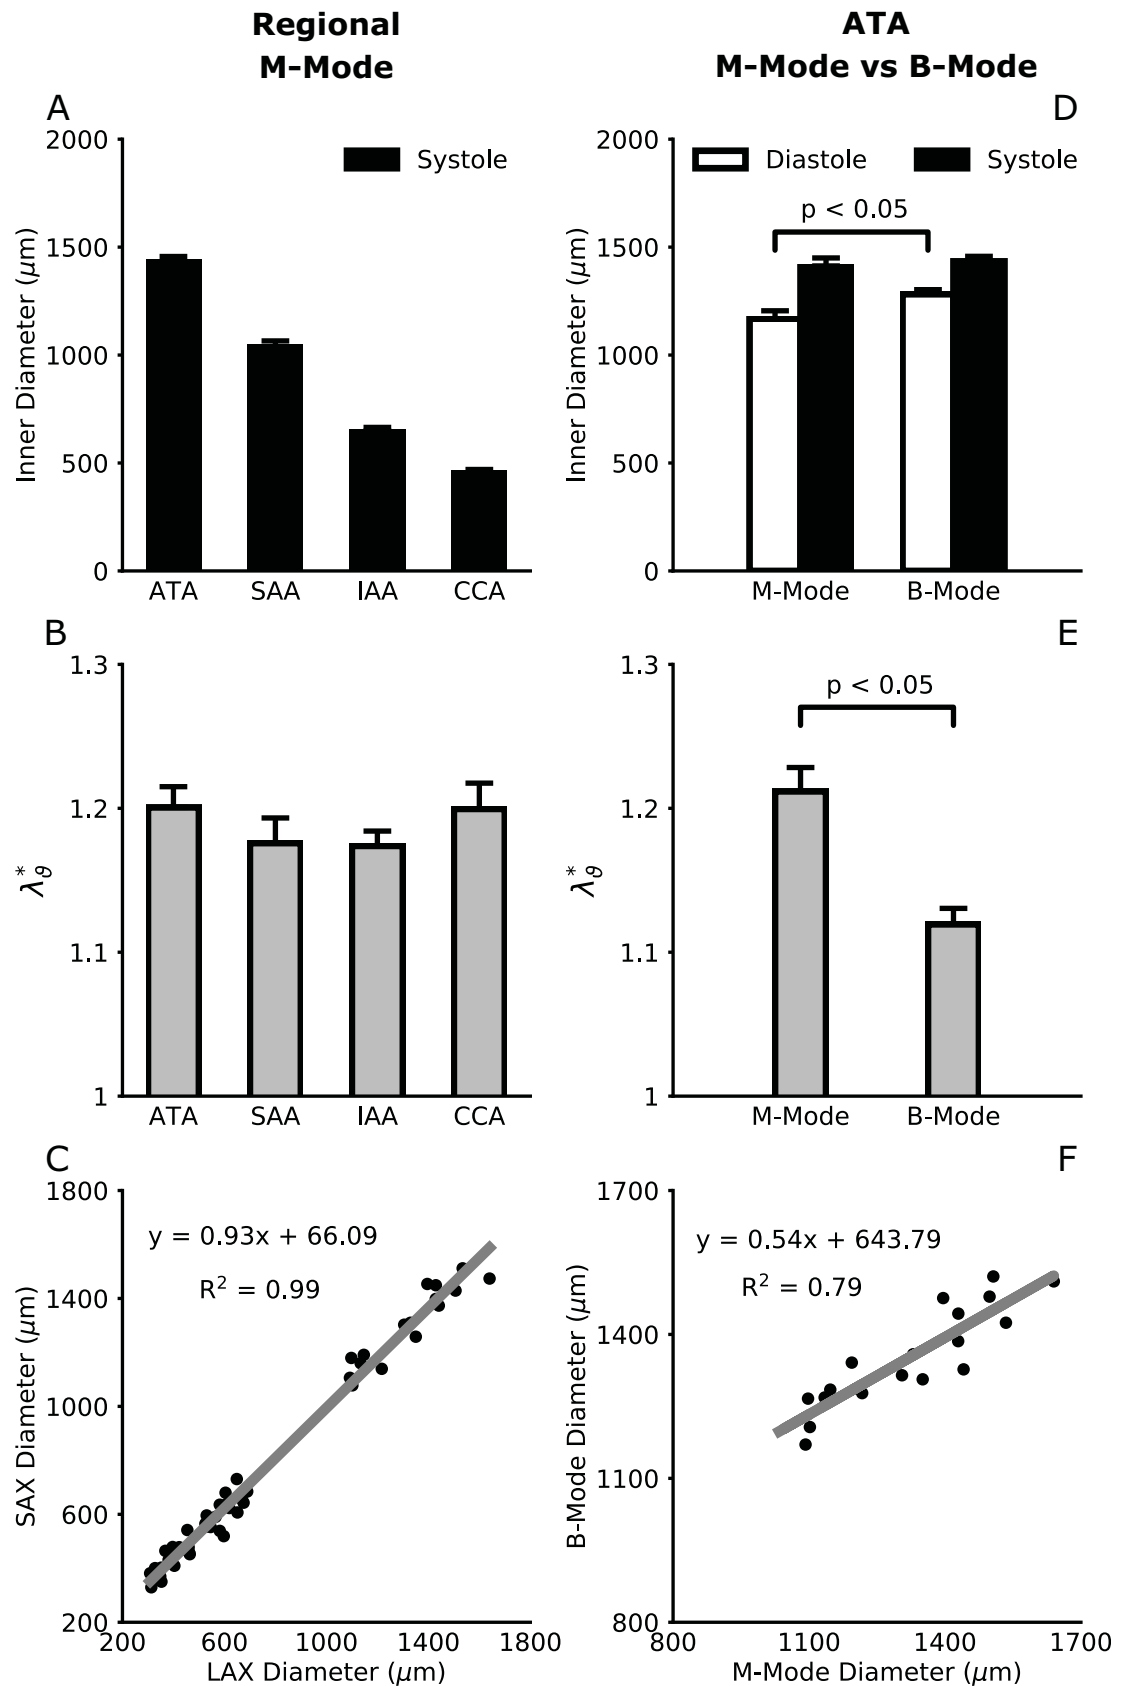 Regional
M-Mode
ATA
M-Mode vs B-Mode
A
2000
1500
1000
500
0
Inner Diameter (μm)
Systole
ATA SAA IAA CCA
D
2000
1500
1000
500
0
Inner Diameter (μm)
Diastole Systole
p < 0.05
M-Mode B-Mode
B
1.3
1.2
1.1
1
λ*ϑ
ATA SAA IAA CCA
E
1.3
1.2
1.1
1
λ*ϑ
p < 0.05
M-Mode B-Mode
C
1800
1400
1000
600
200
SAX Diameter (μm)
y = 0.93x + 66.09
R² = 0.99
200 600 1000 1400 1800
LAX Diameter (μm)
F
1700
1400
1100
800
B-Mode Diameter (μm)
y = 0.54x + 643.79
R² = 0.79
800 1100 1400 1700
M-Mode Diameter (μm)